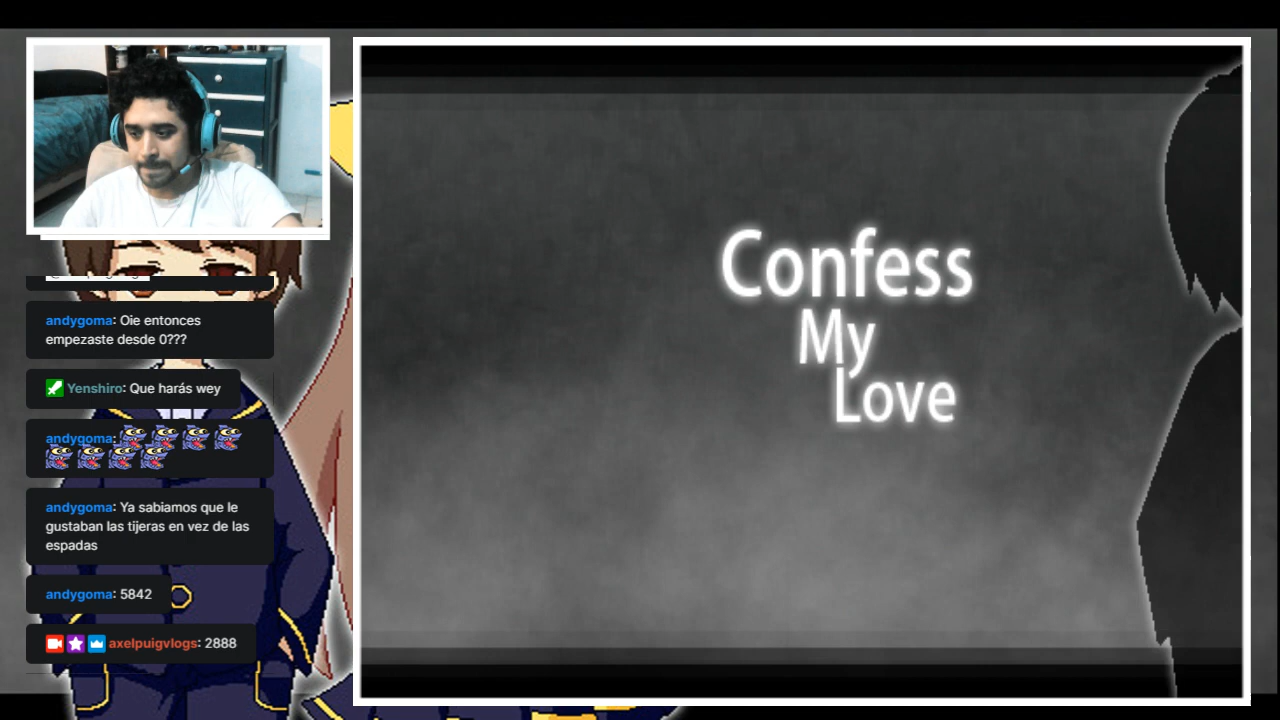 andygoma: Oie entonces
empezaste desde 0???
Yenshiro: Que harás wey
andygoma:
andygoma: Ya sabiamos que le
gustaban las tijeras en vez de las
espadas
andygoma: 5842
axelpuigvlogs: 2888
Confess
My
Love